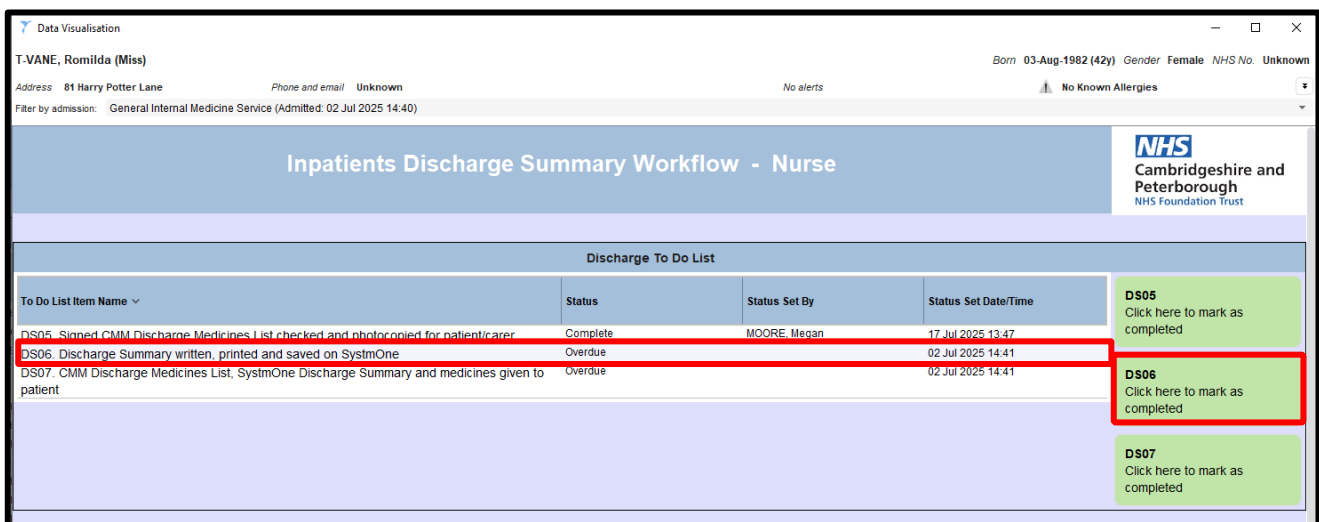 Data Visualisation
T-VANE, Romilda (Miss) Born 03-Aug-1982 (42y) Gender Female NHS No. Unknown
Address 81 Harry Potter Lane Phone and email Unknown No alerts No Known Allergies
Filter by admission: General Internal Medicine Service (Admitted: 02 Jul 2025 14:40)
Inpatients Discharge Summary Workflow - Nurse
NHS
Cambridgeshire and
Peterborough
NHS Foundation Trust
Discharge To Do List
To Do List Item Name Status Status Set By Status Set Date/Time
DS05. Signed CMM Discharge Medicines List checked and photocopied for patient/carer Complete MOORE, Megan 17 Jul 2025 13:47
DS06. Discharge Summary written, printed and saved on SystmOne Overdue 02 Jul 2025 14:41
DS07. CMM Discharge Medicines List, SystmOne Discharge Summary and medicines given to Overdue 02 Jul 2025 14:41
patient
DS05
Click here to mark as
completed
DS06
Click here to mark as
completed
DS07
Click here to mark as
completed